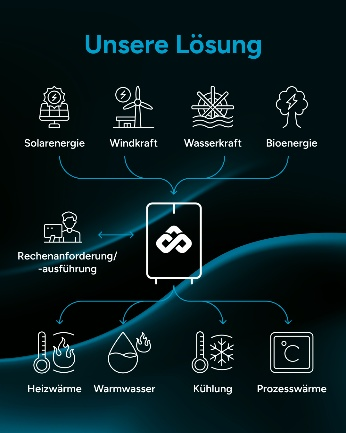 Unsere Lösung
Solarenergie
Windkraft
Wasserkraft
Bioenergie
Rechenanforderung/
-ausführung
Heizwärme
Warmwasser
Kühlung
Prozesswärme
°C